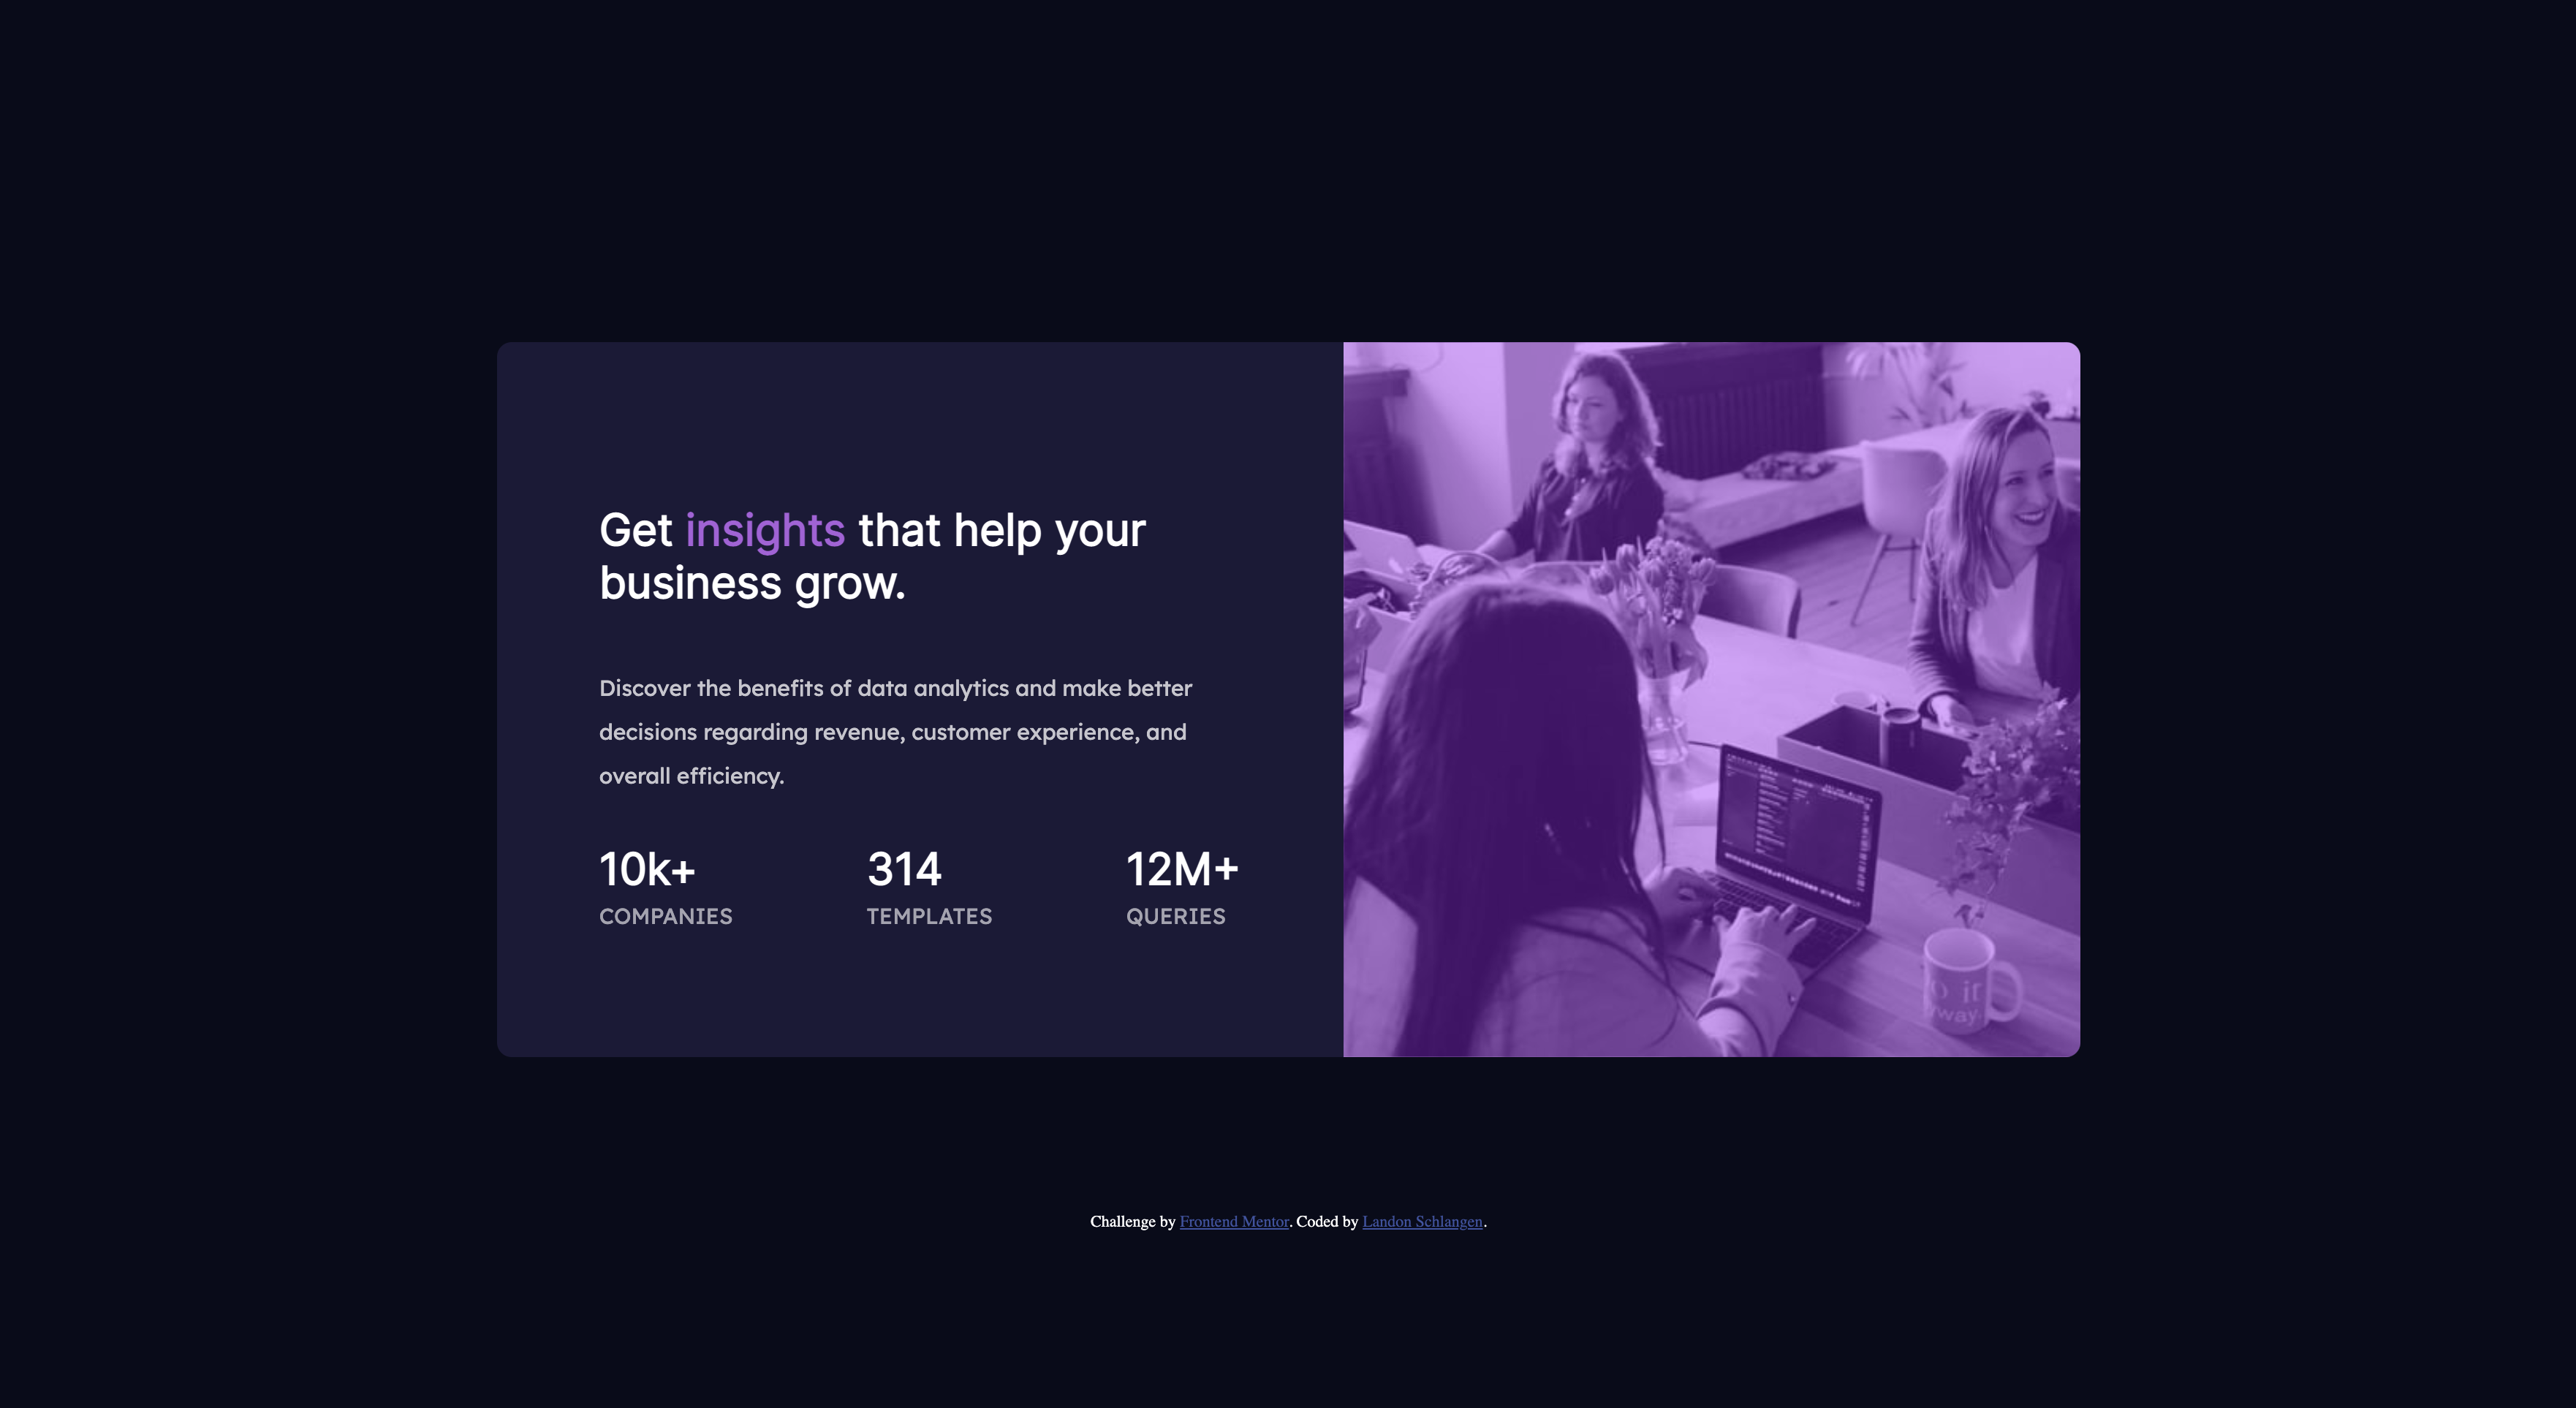 Get insights that help your
business grow.
Discover the benefits of data analytics and make better
decisions regarding revenue, customer experience, and
overall efficiency.
10k+ 314 12M+
COMPANIES TEMPLATES QUERIES
way.
Challenge by Frontend Mentor. Coded by Landon Schlangen.